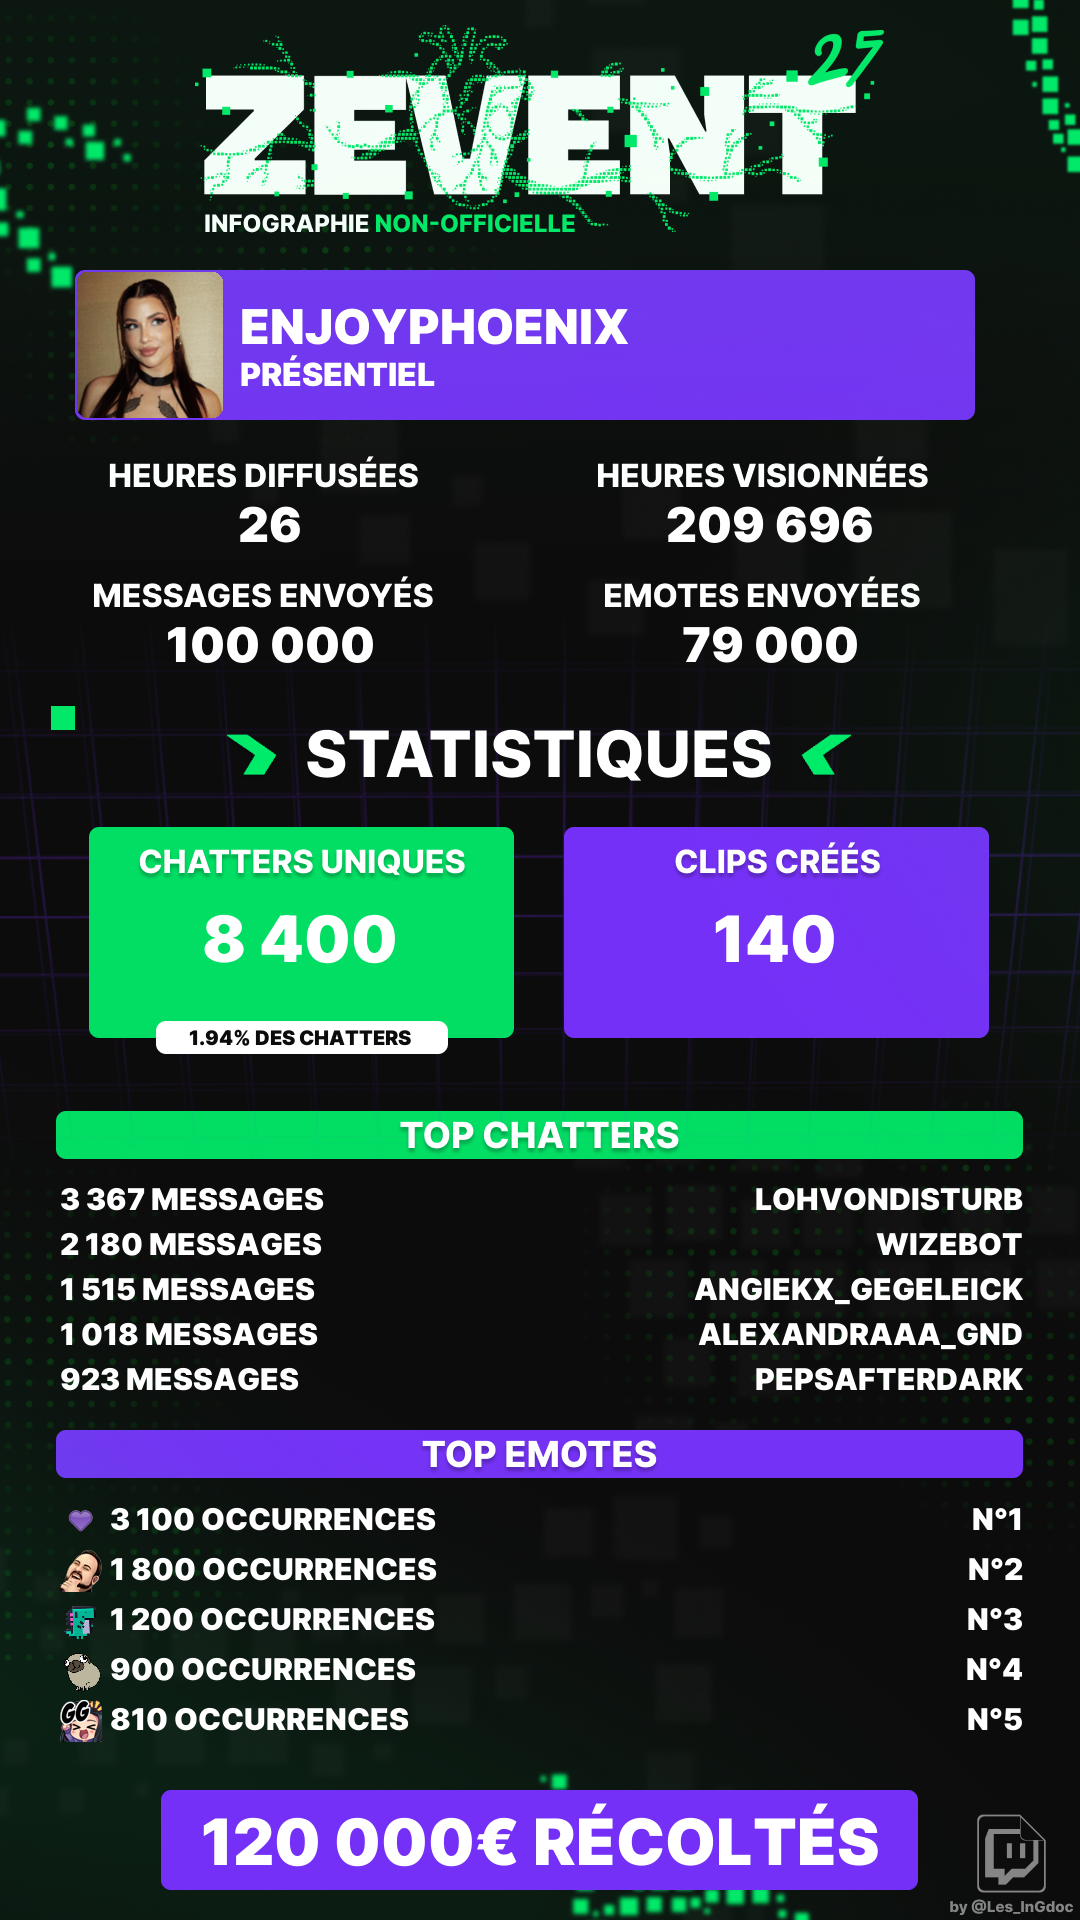 ZEVENT 25
INFOGRAPHIE NON-OFFICIELLE
ENJOYPHOENIX
PRÉSENTIEL
HEURES DIFFUSÉES
26
HEURES VISIONNÉES
209 696
MESSAGES ENVOYÉS
100 000
EMOTES ENVOYÉES
79 000
STATISTIQUES
CHATTERS UNIQUES
8 400
1.94% DES CHATTERS
CLIPS CRÉÉS
140
TOP CHATTERS
3 367 MESSAGES LOHVONDISTURB
2 180 MESSAGES WIZEBOT
1 515 MESSAGES ANGIEKX_GEGELEICK
1 018 MESSAGES ALEXANDRAAA_GND
923 MESSAGES PEPSAFTERDARK
TOP EMOTES
3 100 OCCURRENCES N°1
1 800 OCCURRENCES N°2
1 200 OCCURRENCES N°3
900 OCCURRENCES N°4
GG 810 OCCURRENCES N°5
120 000€ RÉCOLTÉS
by @Les_InGdoc